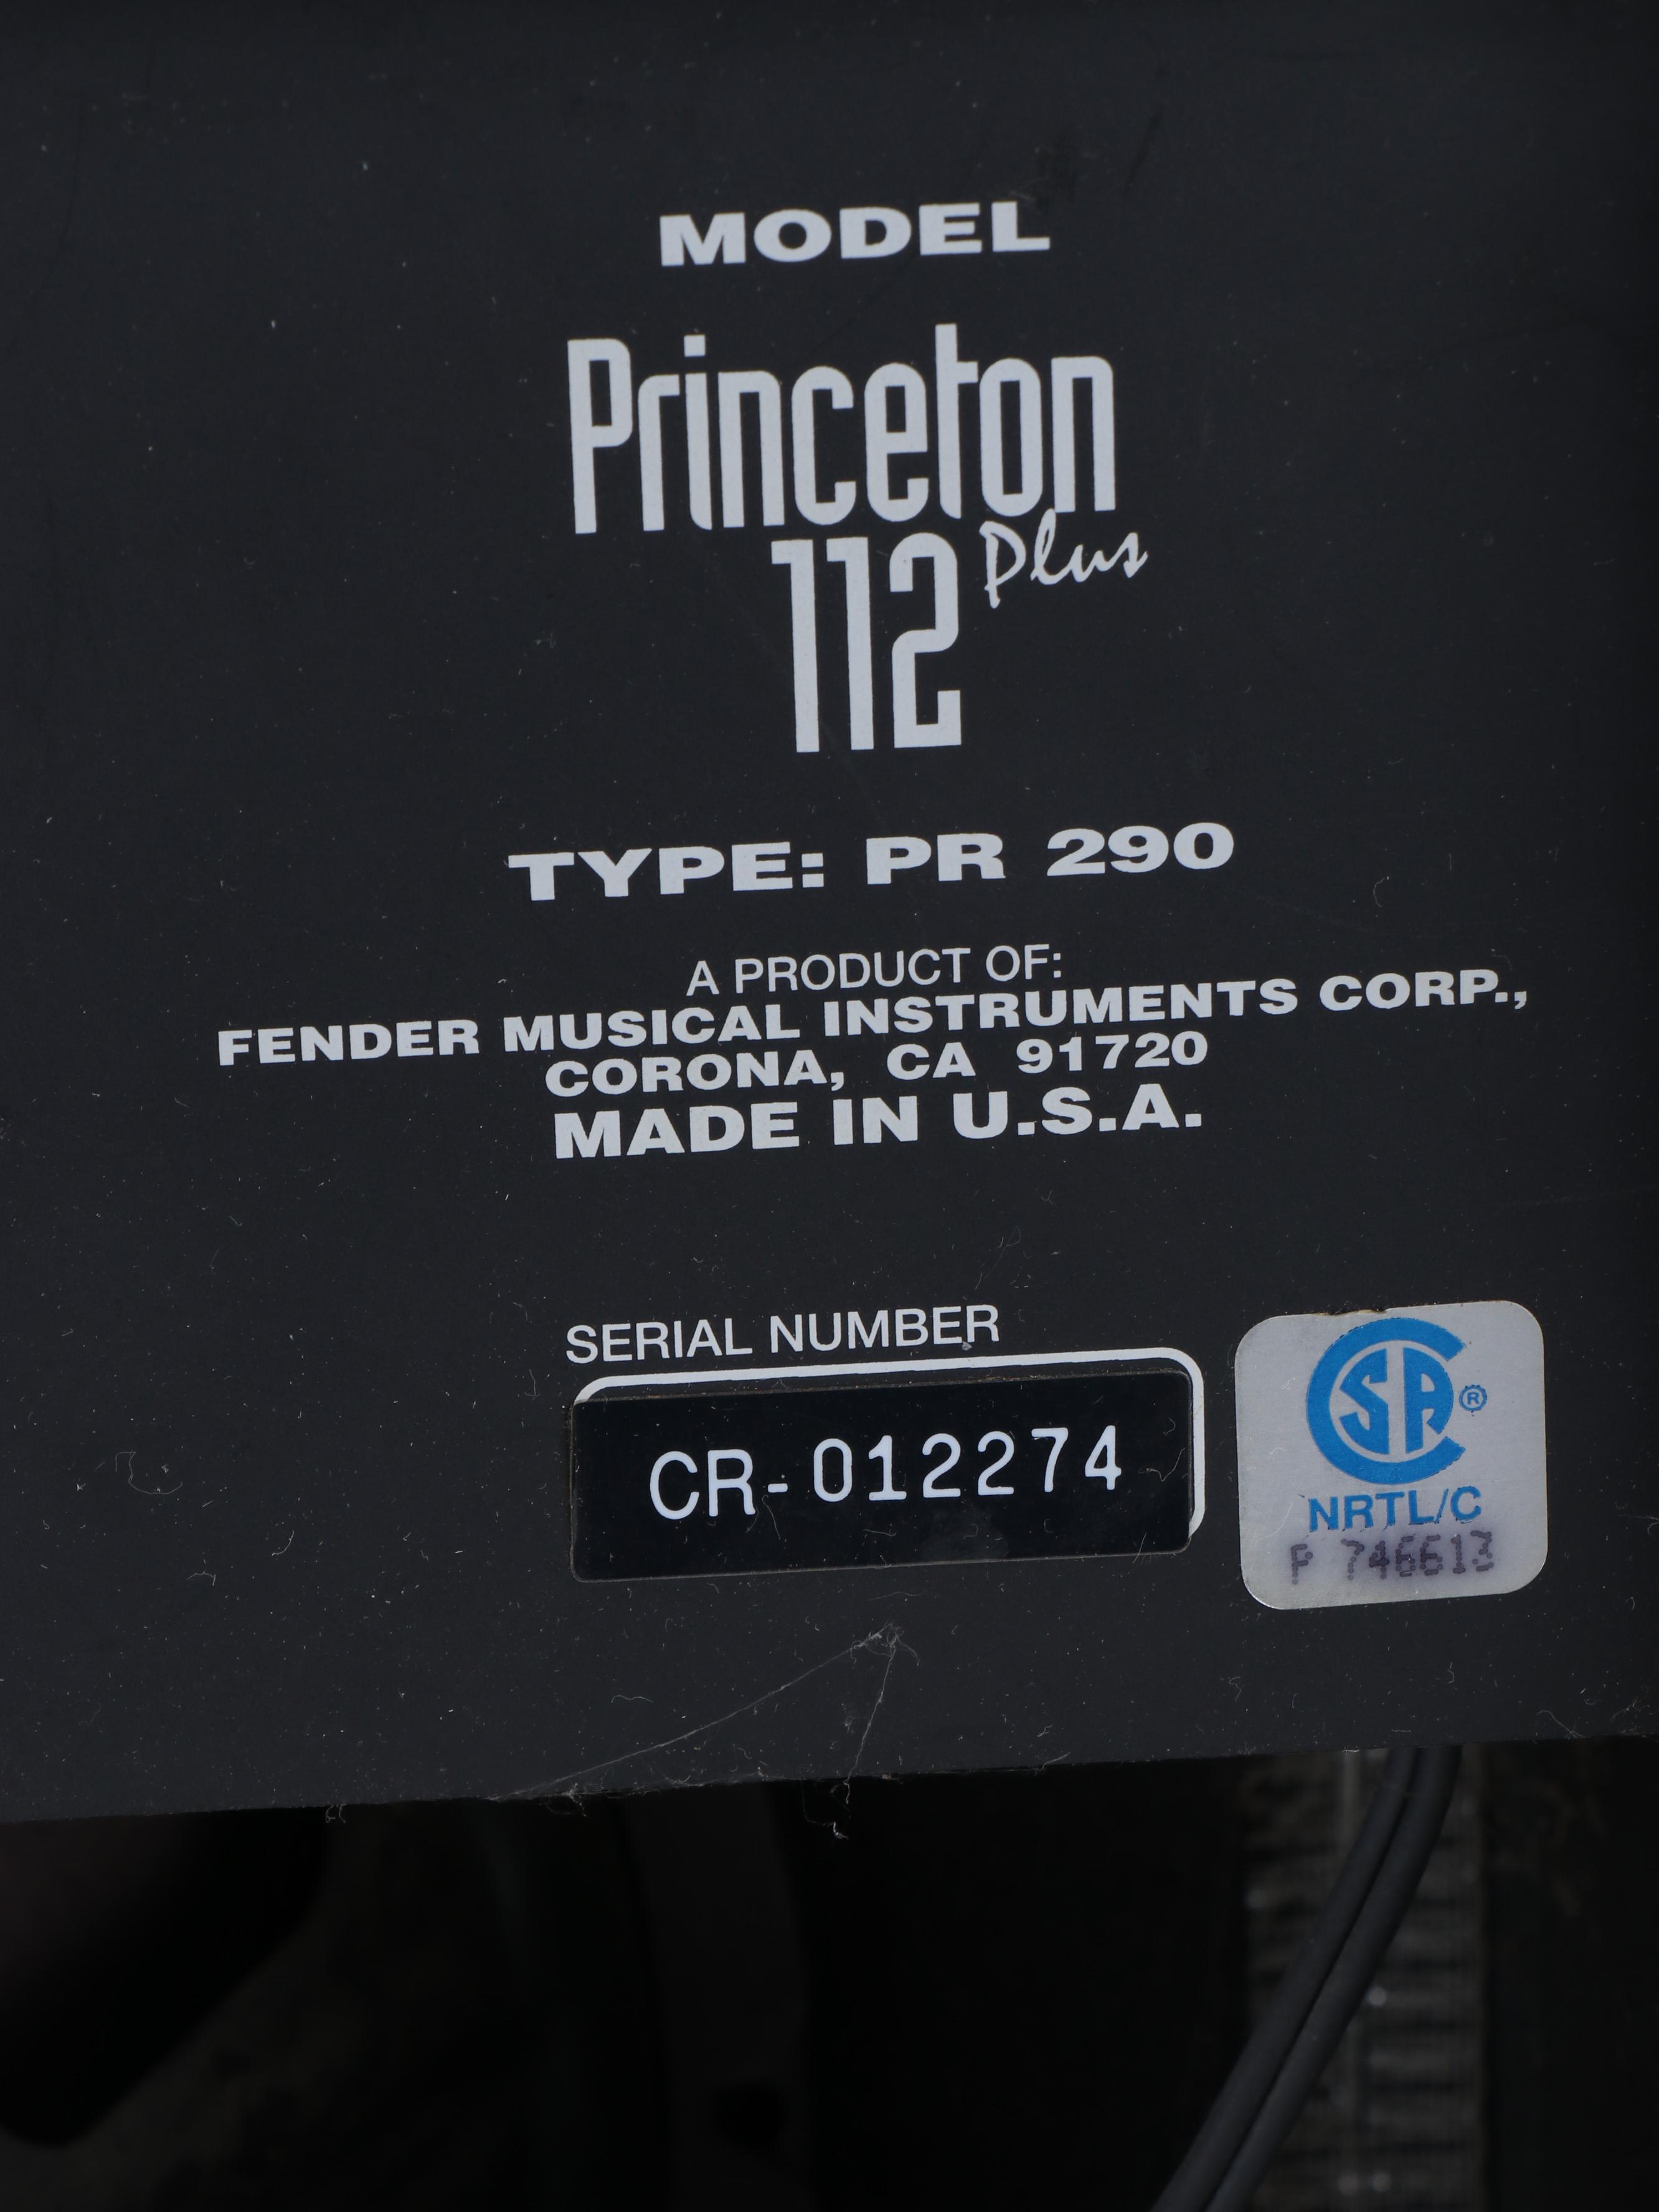 MODEL
Princeton
112 Plus
TYPE: PR 290
A PRODUCT OF:
FENDER MUSICAL INSTRUMENTS CORP.,
CORONA, CA 91720
MADE IN U.S.A.
SERIAL NUMBER
CR-012274
CSA®
NRTL/C
P 746613